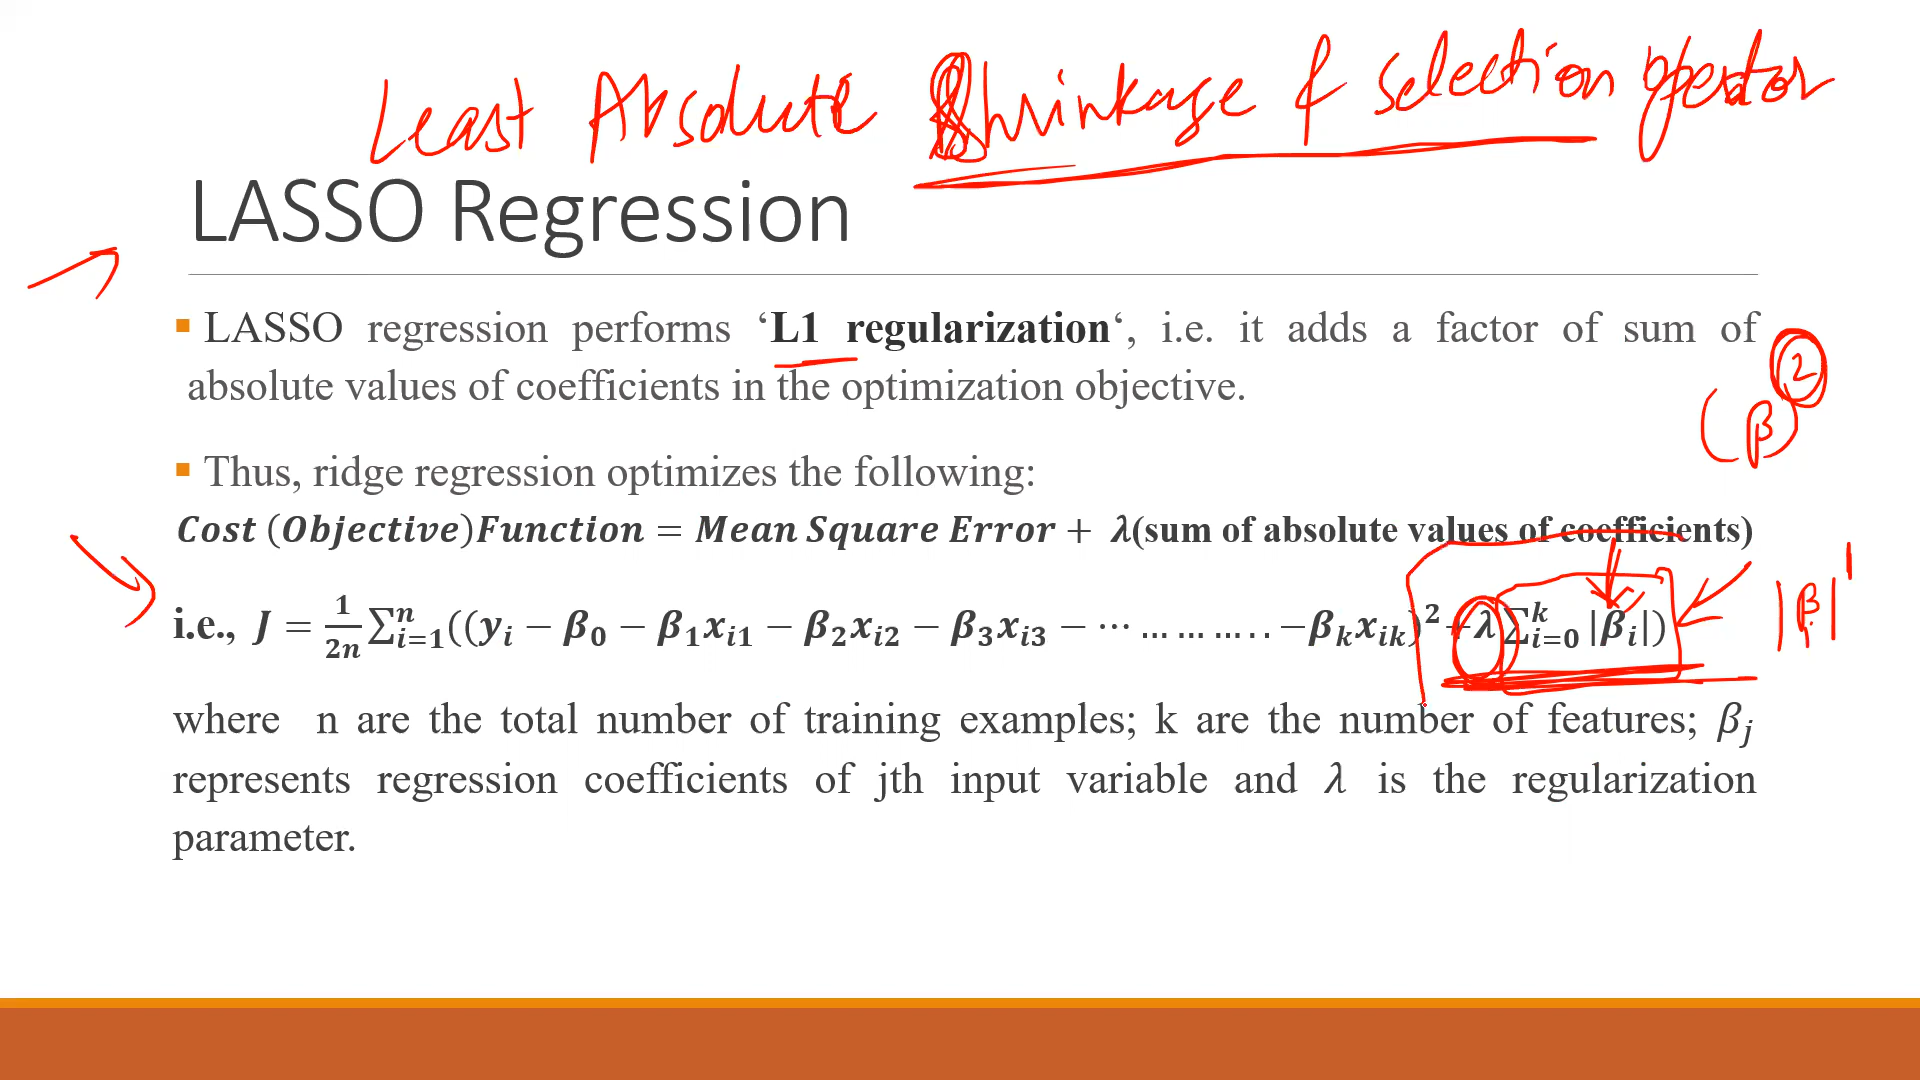 Least Absolute Shrinkage & selection operator
LASSO Regression
▪ LASSO regression performs ‘L1 regularization‘, i.e. it adds a factor of sum of
absolute values of coefficients in the optimization objective.
(β)²
▪ Thus, ridge regression optimizes the following:
Cost (Objective)Function = Mean Square Error + λ(sum of absolute values of coefficients)
i.e., J = 1/2n ∑ⁿᵢ₌₁((yᵢ − β₀ − β₁xᵢ₁ − β₂xᵢ₂ − β₃xᵢ₃ − ⋯ … … … . . −βₖxᵢₖ)² +λ ∑ᵏᵢ₌₀ |βᵢ|)
|βᵢ|¹
where n are the total number of training examples; k are the number of features; βⱼ
represents regression coefficients of jth input variable and λ is the regularization
parameter.